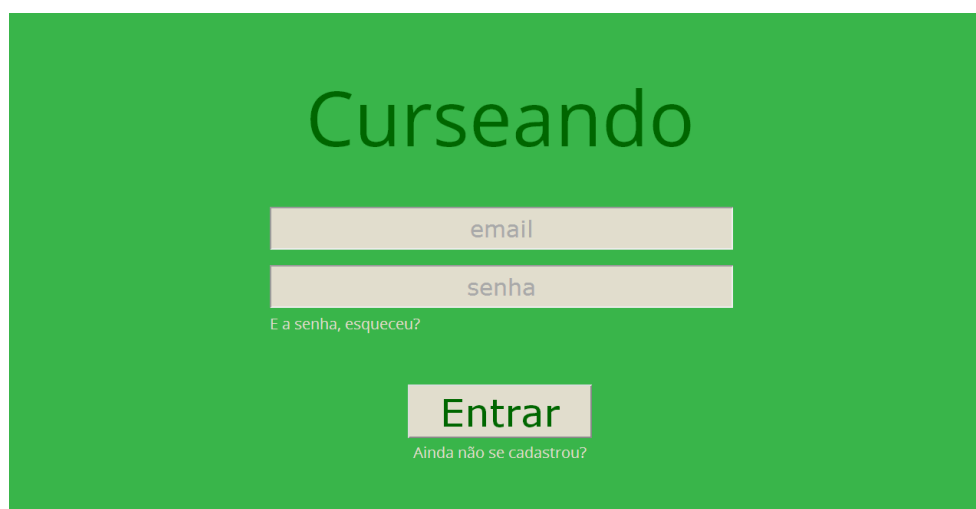 Curseando
email
senha
E a senha, esqueceu?
Entrar
Ainda não se cadastrou?